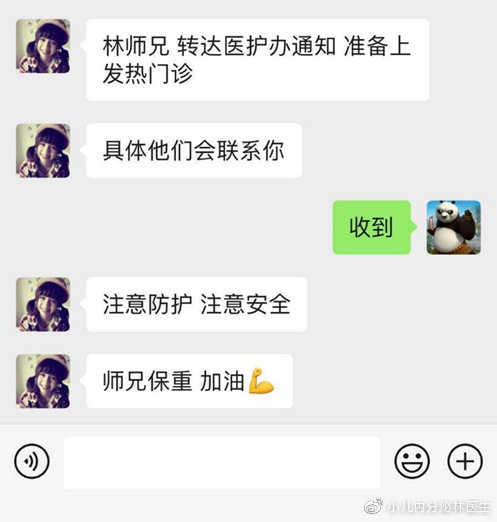 林师兄 转达医护办通知 准备上
发热门诊
具体他们会联系你
收到
注意防护 注意安全
师兄保重 加油💪
小儿内分泌林医生